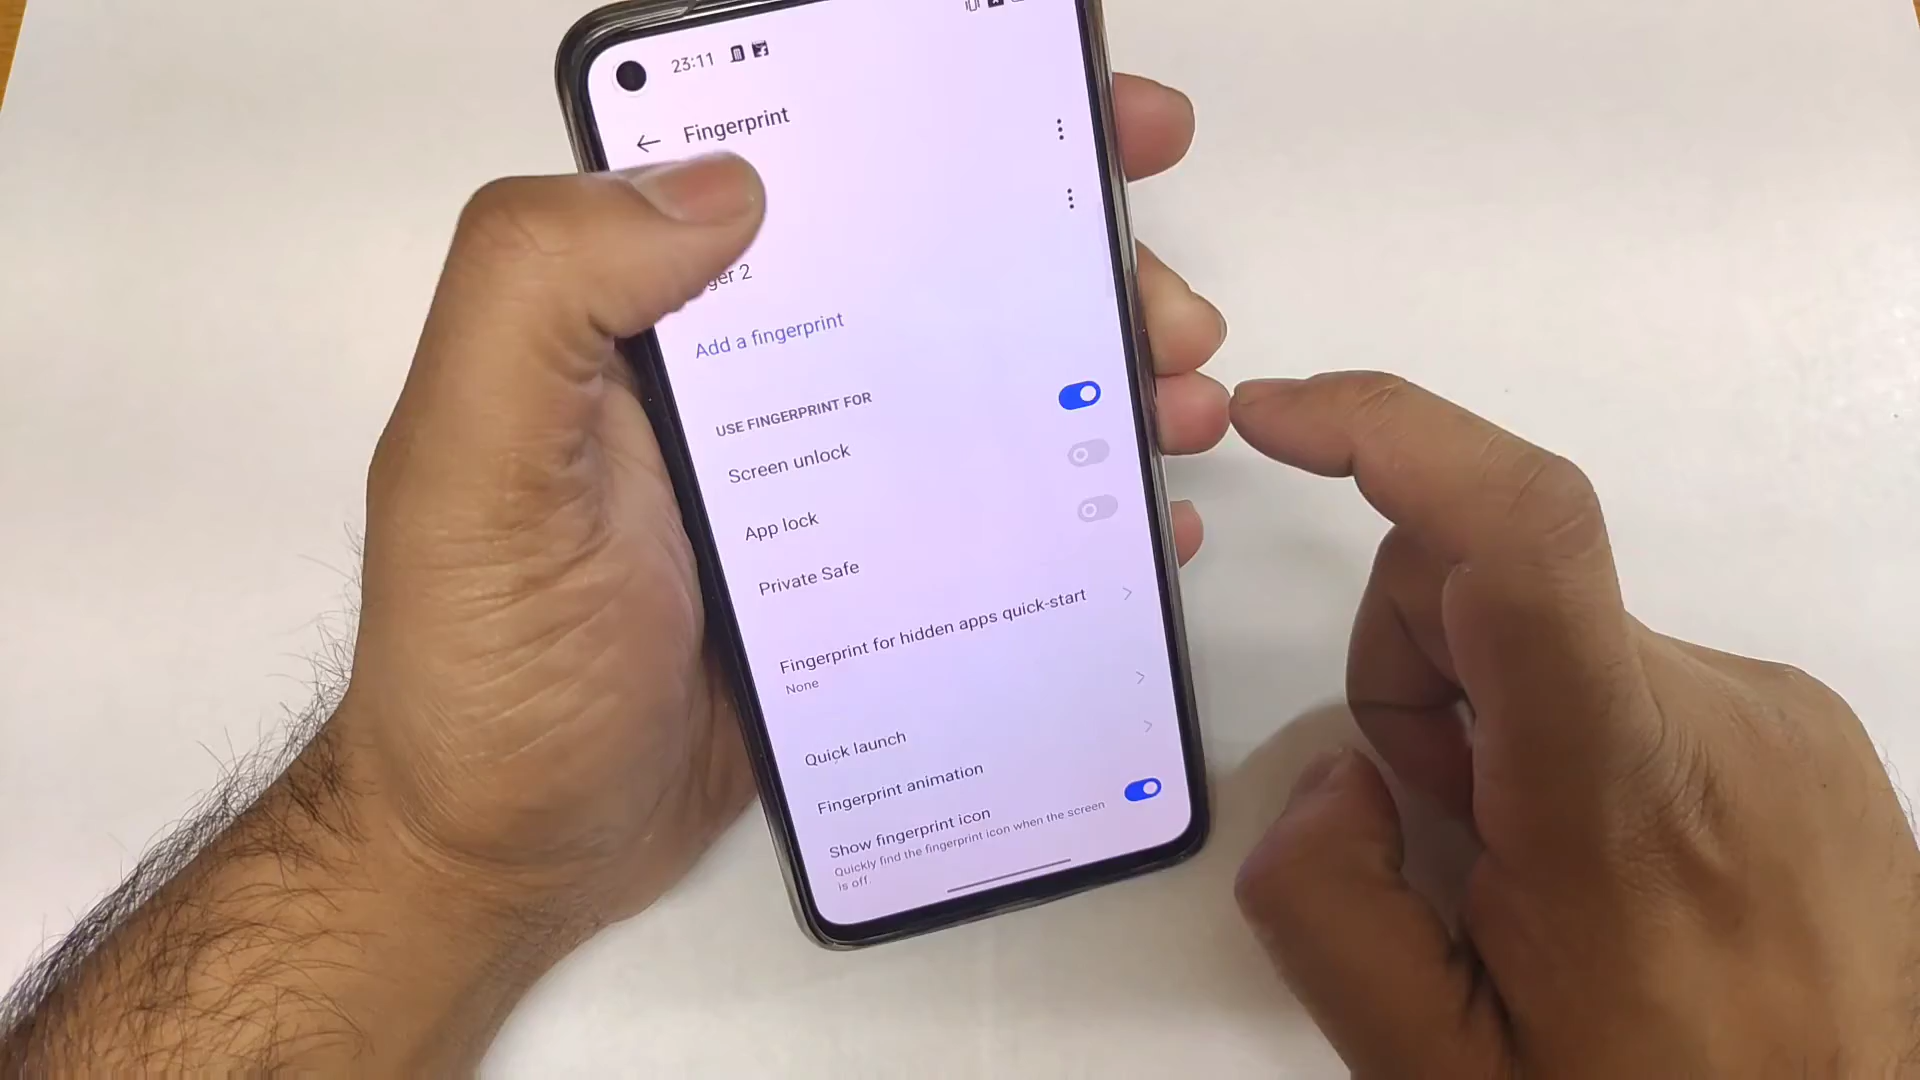 23:11
Fingerprint
ger 2
Add a fingerprint
USE FINGERPRINT FOR
Screen unlock
App lock
Private Safe
Fingerprint for hidden apps quick-start
None
Quick launch
Fingerprint animation
Show fingerprint icon
Quickly find the fingerprint icon when the screen
is off.